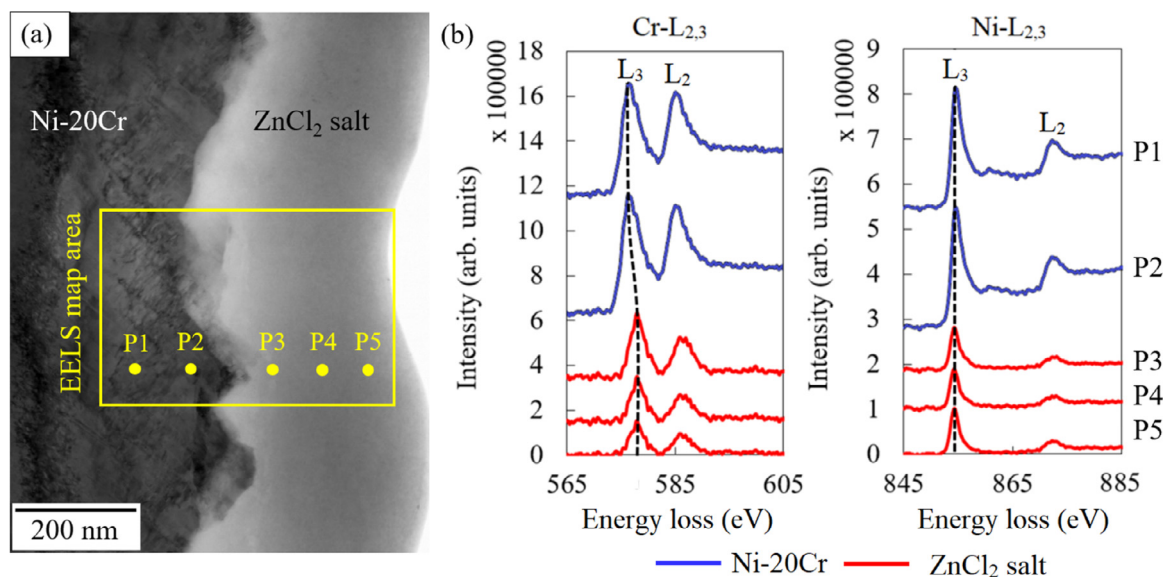 (a)
Ni-20Cr
ZnCl₂ salt
EELS map area
P1 P2 P3 P4 P5
200 nm
(b)
Cr-L₂,₃
x 100000
Intensity (arb. units)
18
16
14
12
10
8
6
4
2
0
L₃ L₂
565 585 605
Energy loss (eV)
Ni-L₂,₃
x 100000
Intensity (arb. units)
9
8
7
6
5
4
3
2
1
0
L₃
L₂
P1
P2
P3
P4
P5
845 865 885
Energy loss (eV)
Ni-20Cr ZnCl₂ salt